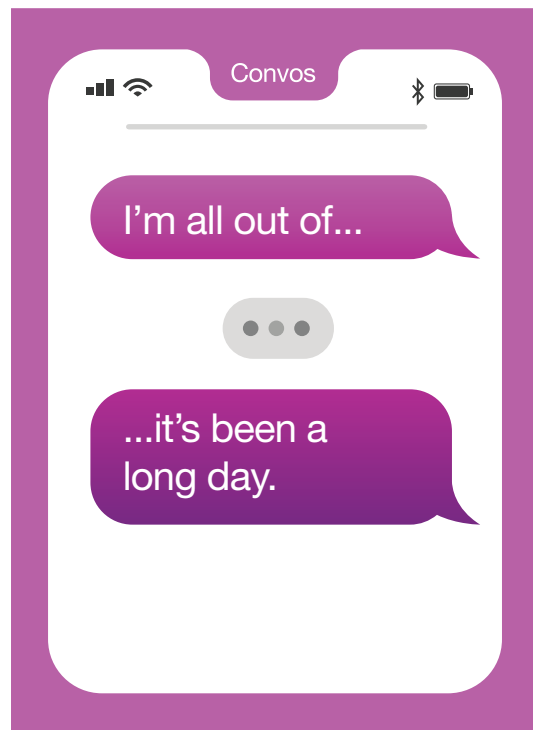 Convos
I’m all out of...
...it’s been a
long day.